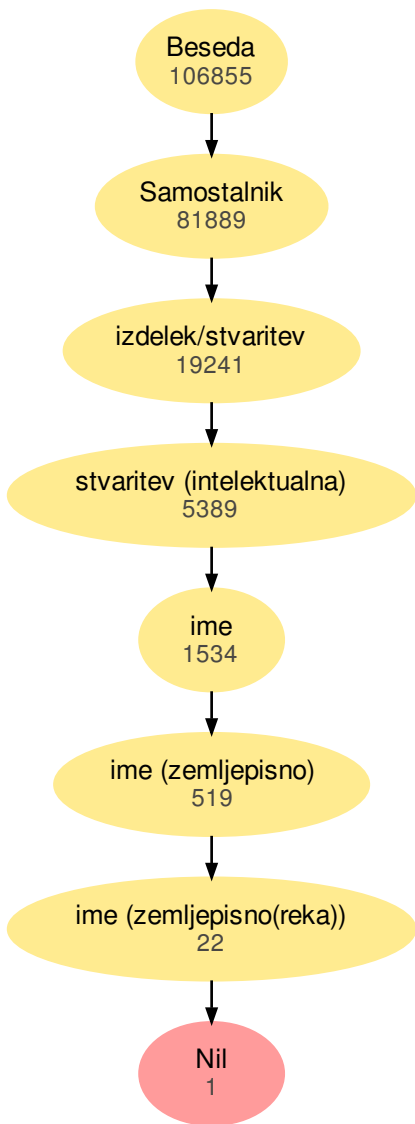 Beseda
106855
Samostalnik
81889
izdelek/stvaritev
19241
stvaritev (intelektualna)
5389
ime
1534
ime (zemljepisno)
519
ime (zemljepisno(reka))
22
Nil
1